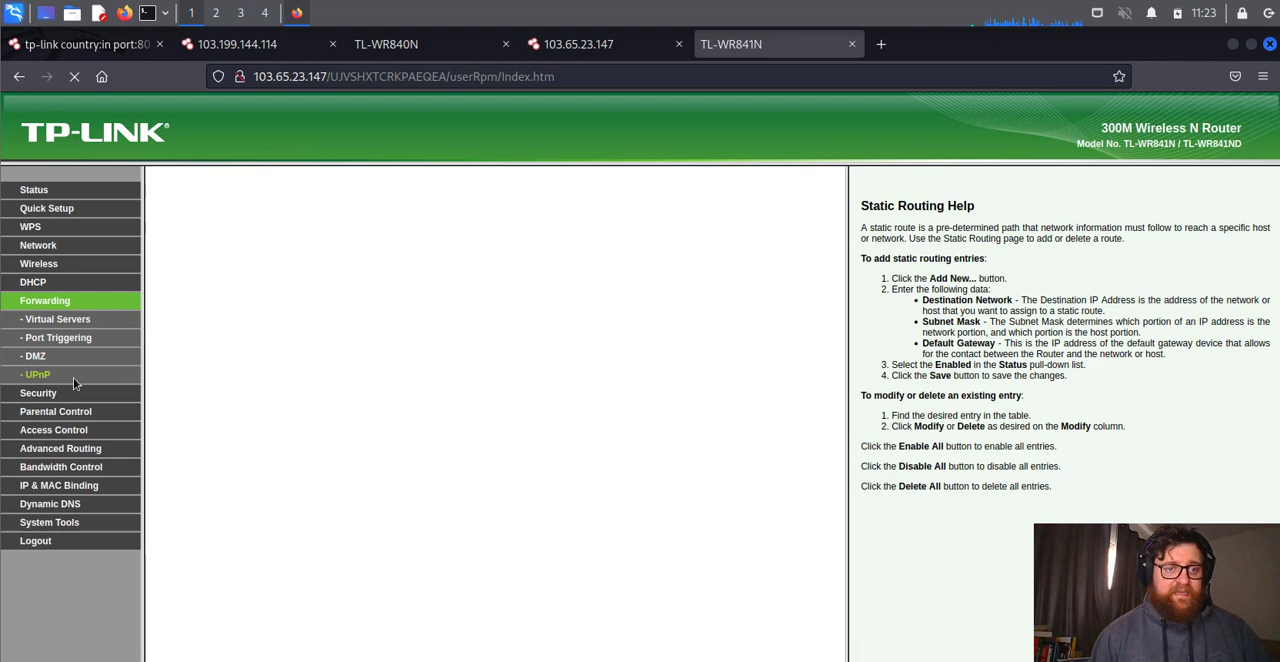 1 2 3 4 11:23
tp-link country:in port:80 103.199.144.114 TL-WR840N 103.65.23.147 TL-WR841N
103.65.23.147/UJVSHXTCRKPAEQEA/userRpm/Index.htm
TP-LINK®
300M Wireless N Router
Model No. TL-WR841N / TL-WR841ND
Status
Quick Setup
WPS
Network
Wireless
DHCP
Forwarding
- Virtual Servers
- Port Triggering
- DMZ
- UPnP
Security
Parental Control
Access Control
Advanced Routing
Bandwidth Control
IP & MAC Binding
Dynamic DNS
System Tools
Logout
Static Routing Help
A static route is a pre-determined path that network information must follow to reach a specific host
or network. Use the Static Routing page to add or delete a route.
To add static routing entries:
1. Click the Add New... button.
2. Enter the following data:
• Destination Network - The Destination IP Address is the address of the network or
host that you want to assign to a static route.
• Subnet Mask - The Subnet Mask determines which portion of an IP address is the
network portion, and which portion is the host portion.
• Default Gateway - This is the IP address of the default gateway device that allows
for the contact between the Router and the network or host.
3. Select the Enabled in the Status pull-down list.
4. Click the Save button to save the changes.
To modify or delete an existing entry:
1. Find the desired entry in the table.
2. Click Modify or Delete as desired on the Modify column.
Click the Enable All button to enable all entries.
Click the Disable All button to disable all entries.
Click the Delete All button to delete all entries.